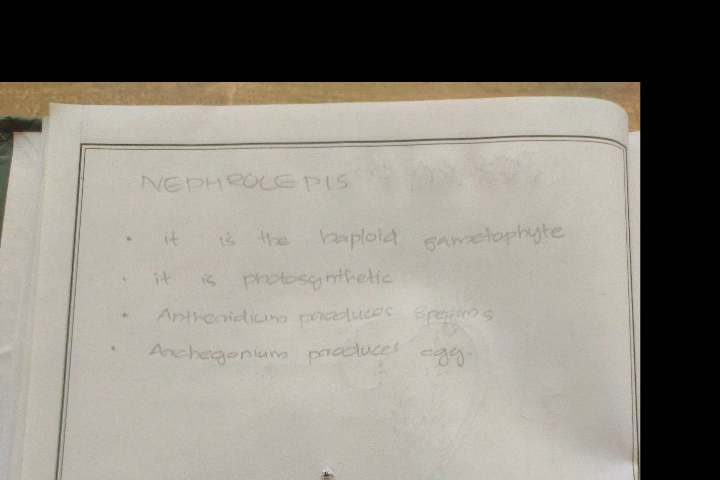 NEPHROLEPIS
• it is the haploid gametophyte
• it is photosynthetic
• Antheridium produces sperms
• Archegonium produces egg.